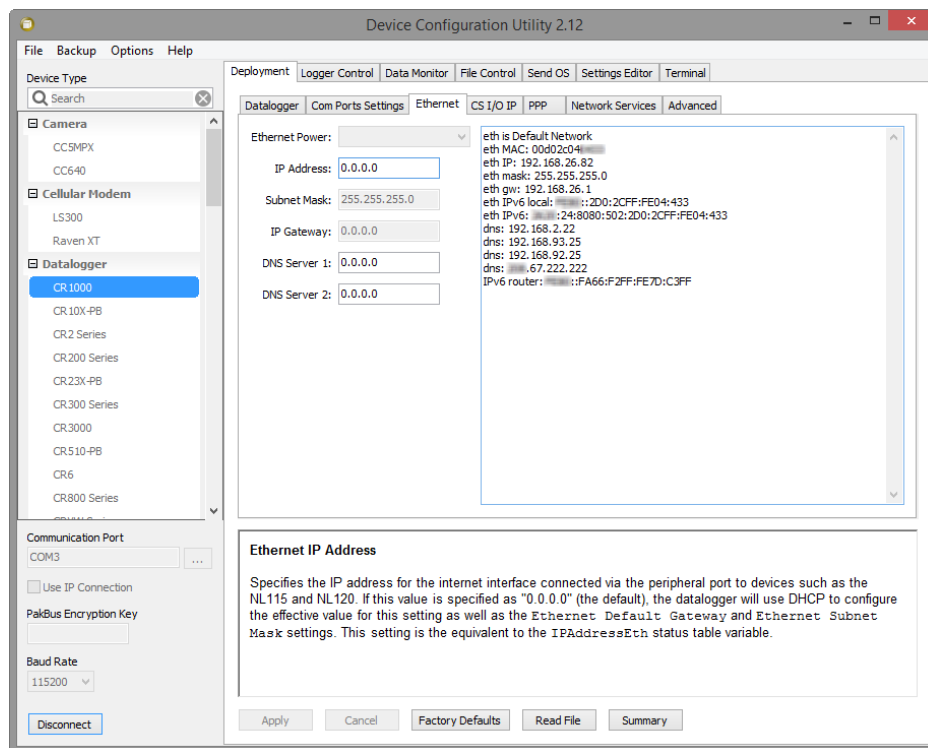 Device Configuration Utility 2.12
File Backup Options Help
Device Type
Search
Camera
CC5MPX
CC640
Cellular Modem
LS300
Raven XT
Datalogger
CR1000
CR10X-PB
CR2 Series
CR200 Series
CR23X-PB
CR300 Series
CR3000
CR510-PB
CR6
CR800 Series
Communication Port
COM3
...
Use IP Connection
PakBus Encryption Key
Baud Rate
115200
Disconnect
Deployment Logger Control Data Monitor File Control Send OS Settings Editor Terminal
Datalogger Com Ports Settings Ethernet CS I/O IP PPP Network Services Advanced
Ethernet Power:
IP Address: 0.0.0.0
Subnet Mask: 255.255.255.0
IP Gateway: 0.0.0.0
DNS Server 1: 0.0.0.0
DNS Server 2: 0.0.0.0
eth is Default Network
eth MAC: 00d02c04
eth IP: 192.168.26.82
eth mask: 255.255.255.0
eth gw: 192.168.26.1
eth IPv6 local: ::2D0:2CFF:FE04:433
eth IPv6: :24:8080:502:2D0:2CFF:FE04:433
dns: 192.168.2.22
dns: 192.168.93.25
dns: 192.168.92.25
dns: .67.222.222
IPv6 router: ::FA66:F2FF:FE7D:C3FF
Ethernet IP Address
Specifies the IP address for the internet interface connected via the peripheral port to devices such as the
NL115 and NL120. If this value is specified as "0.0.0.0" (the default), the datalogger will use DHCP to configure
the effective value for this setting as well as the Ethernet Default Gateway and Ethernet Subnet
Mask settings. This setting is the equivalent to the IPAddressEth status table variable.
Apply Cancel Factory Defaults Read File Summary